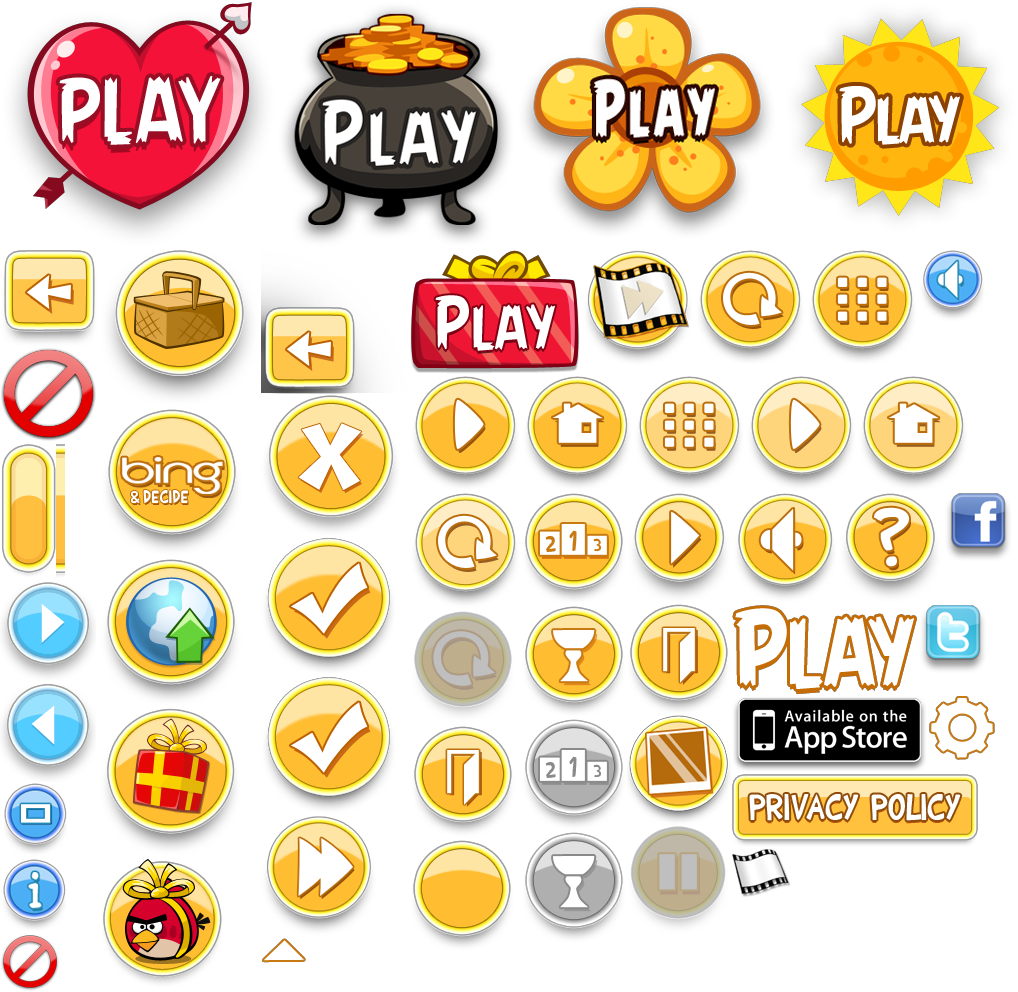 PLAY
PLAY
PLAY
PLAY
PLAY
bing
& DECIDE
2 1 3
?
f
PLAY
t
Available on the
App Store
2 1 3
PRIVACY POLICY
i